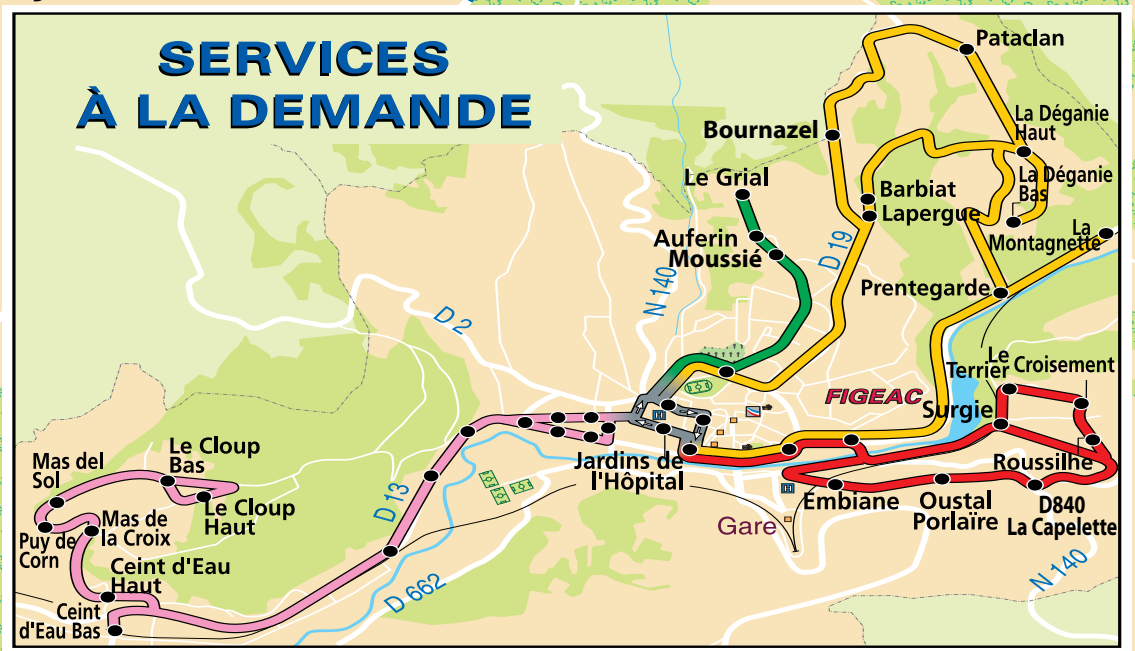 SERVICES
À LA DEMANDE
Pataclan
Bournazel
La Déganie
Haut
Le Grial
Barbiat
Lapergue
La Déganie
Bas
La
Montagnette
Auferin
Moussié
D 19
N 140
Prentegarde
D 2
Le
Terrier
Croisement
FIGEAC
Surgie
Le Cloup
Bas
Mas del
Sol
Le Cloup
Haut
D 13
Jardins de
l'Hôpital
H
H
Roussilhe
Embiane
Oustal
Porlaïre
D840
La Capelette
Puy de
Corn
Mas de
la Croix
Gare
Ceint d'Eau
Haut
N 140
D 662
Ceint
d'Eau Bas